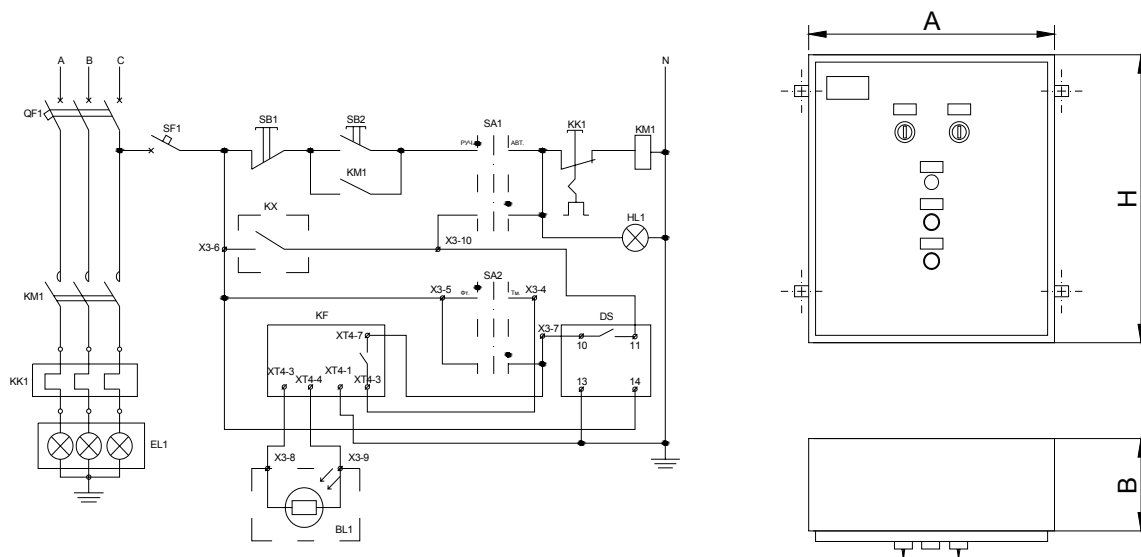 A
A B C N
QF1
SF1 SB1 SB2 SA1 KK1 KM1
РУЧ. АВТ.
KM1
H
KX HL1
X3-6 X3-10
SA2
X3-5 Фт. Тм. X3-4
KM1
KF DS
XT4-7 X3-7
10 11
XT4-3 XT4-4 XT4-1 XT4-3 13 14
KK1
EL1
X3-8 X3-9
B
BL1